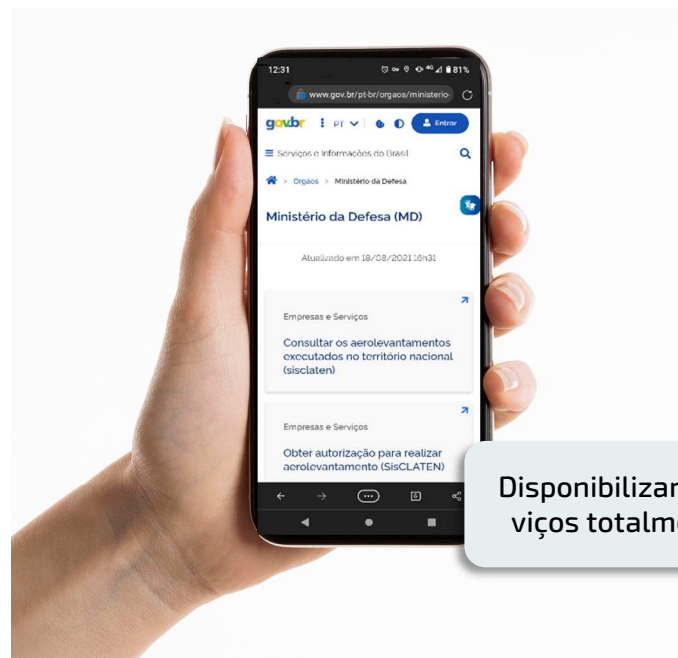 12:31 4G 81%
www.gov.br/pt-br/orgaos/ministerio-
gov.br PT Entrar
Serviços e Informações do Brasil
> Órgãos > Ministério da Defesa
Ministério da Defesa (MD)
Atualizado em 18/08/2021 16h31
Empresas e Serviços
Consultar os aerolevantamentos
executados no território nacional
(sisclaten)
Empresas e Serviços
Obter autorização para realizar
aerolevantamento (SisCLATEN)
Disponibilizar
viços totalm